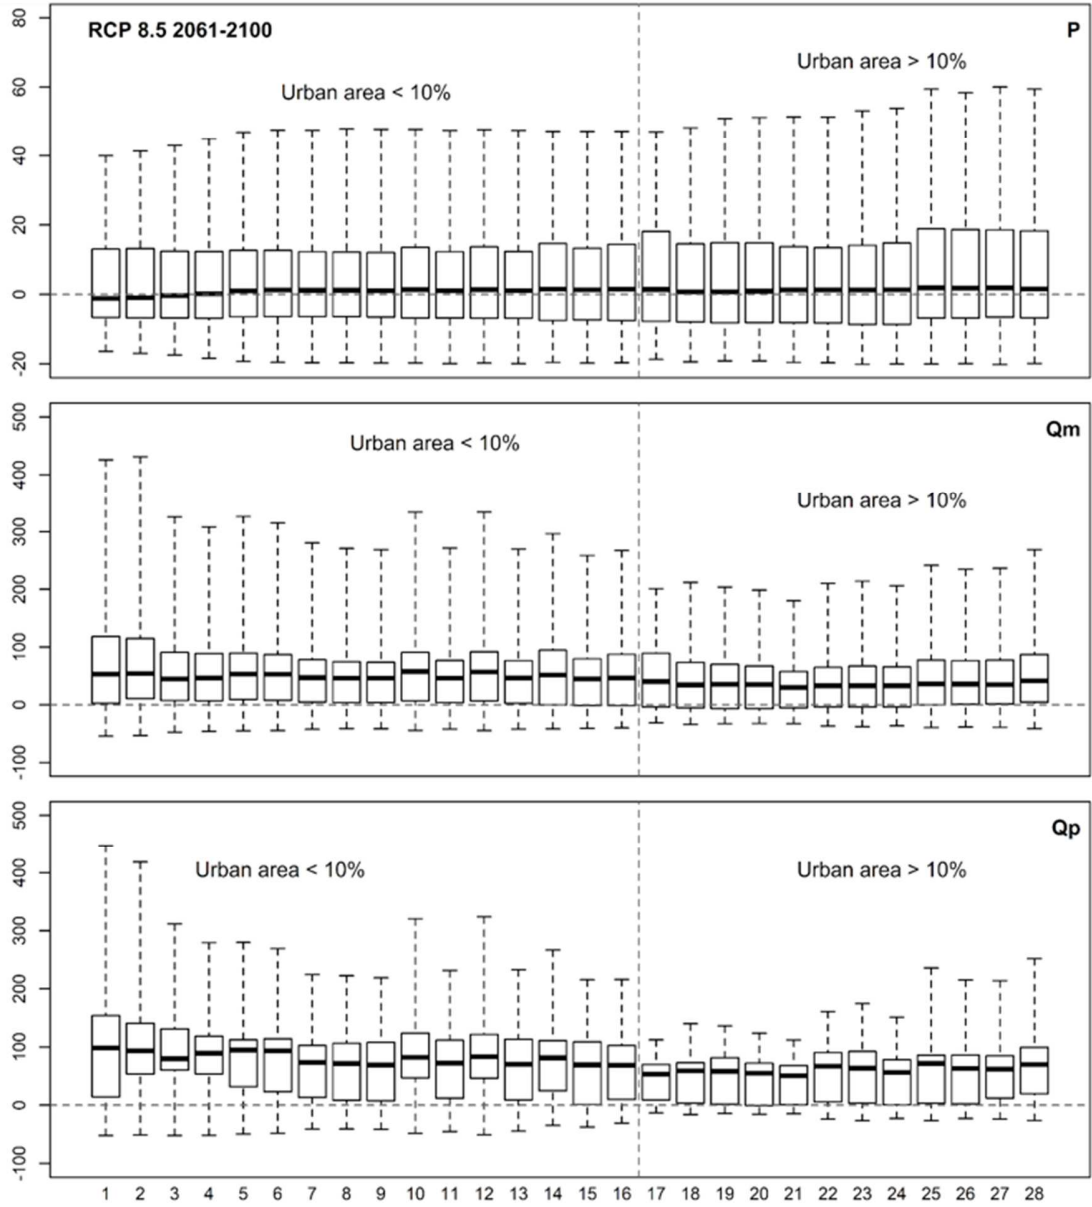 RCP 8.5 2061-2100
P
Urban area < 10%
Urban area > 10%
80
60
40
20
0
-20
Qm
Urban area < 10%
Urban area > 10%
500
400
300
200
100
0
-100
Qp
Urban area < 10%
Urban area > 10%
500
400
300
200
100
0
-100
1 2 3 4 5 6 7 8 9 10 11 12 13 14 15 16 17 18 19 20 21 22 23 24 25 26 27 28